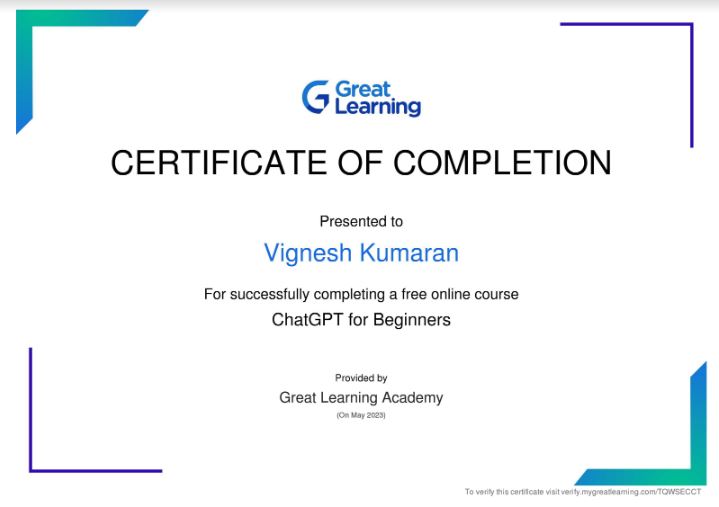 Great
Learning
CERTIFICATE OF COMPLETION
Presented to
Vignesh Kumaran
For successfully completing a free online course
ChatGPT for Beginners
Provided by
Great Learning Academy
(On May 2023)
To verify this certificate visit verify.mygreatlearning.com/TQWSECCT